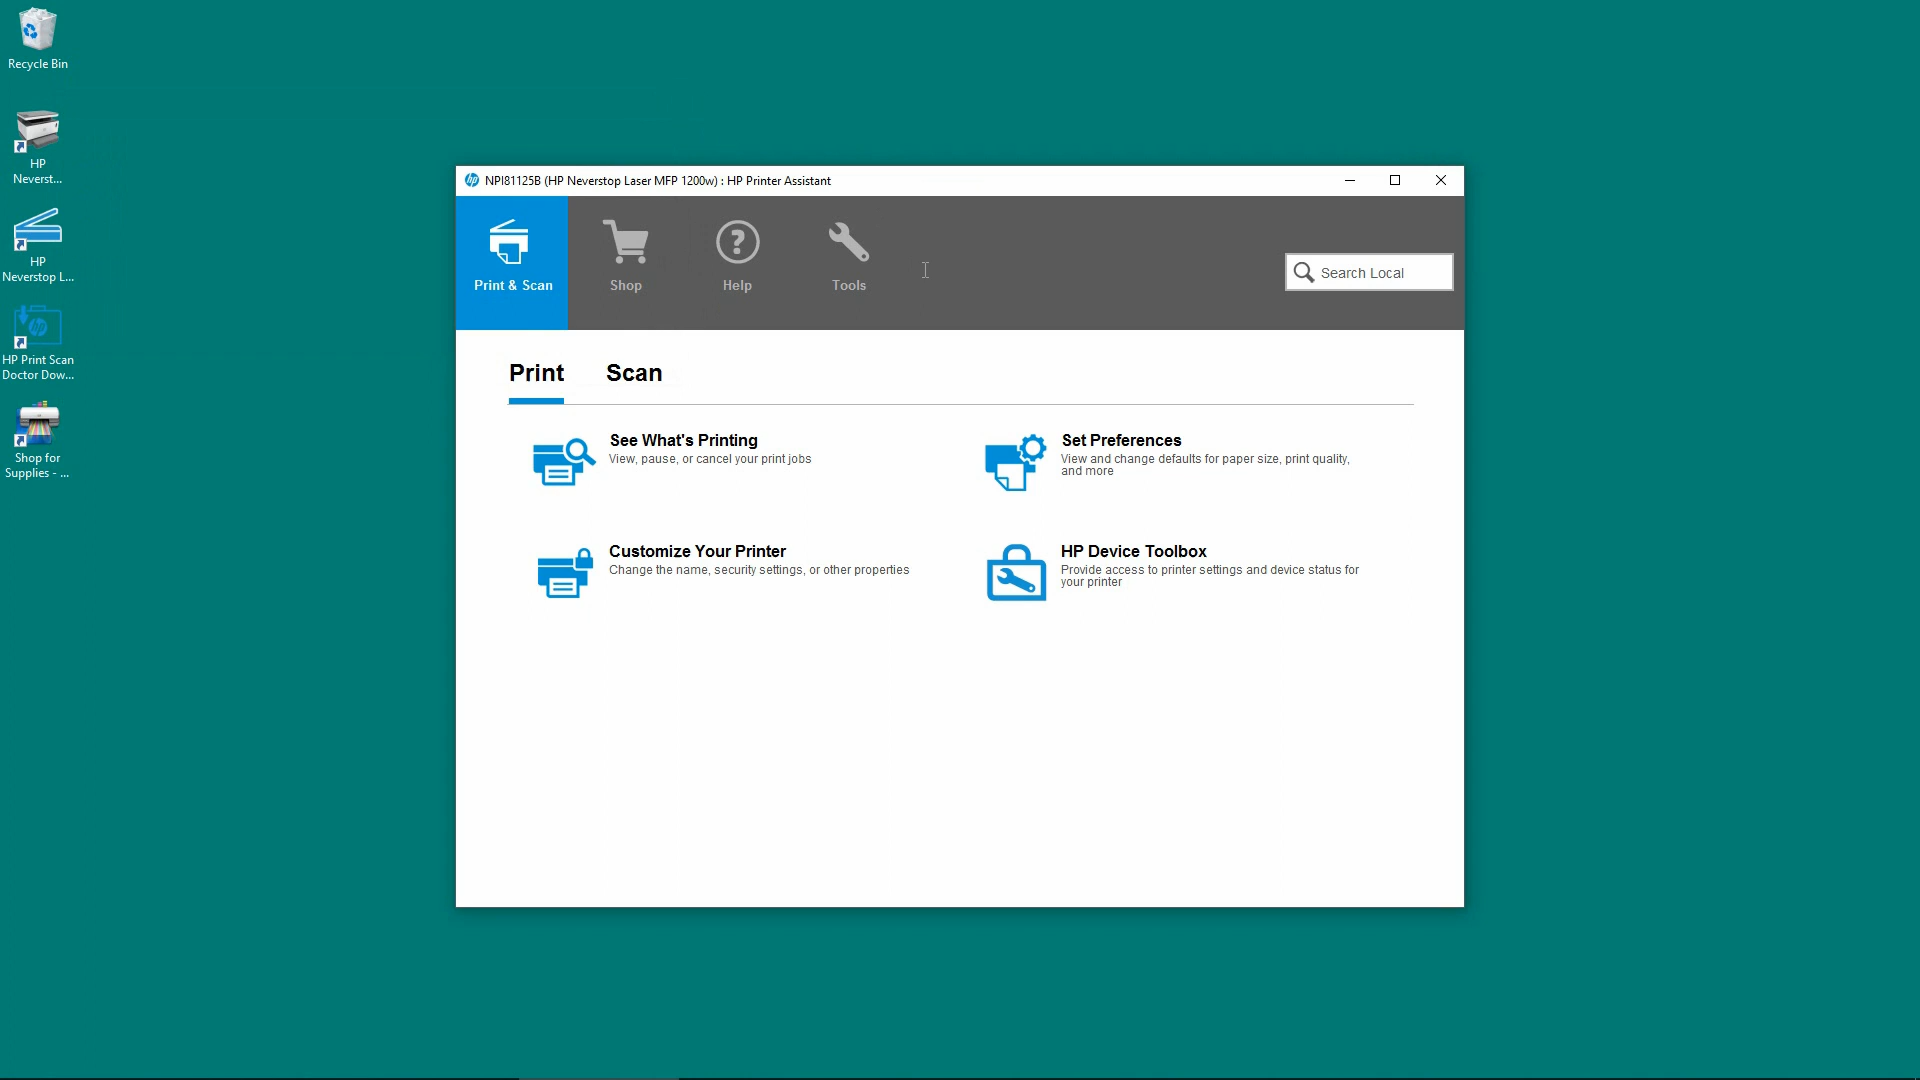 Recycle Bin
HP
Neverst...
HP
Neverstop L...
HP Print Scan
Doctor Dow...
Shop for
Supplies - ...
hp NPI81125B (HP Neverstop Laser MFP 1200w) : HP Printer Assistant
Print & Scan
Shop
Help
Tools
Search Local
Print
Scan
See What's Printing
View, pause, or cancel your print jobs
Set Preferences
View and change defaults for paper size, print quality,
and more
Customize Your Printer
Change the name, security settings, or other properties
HP Device Toolbox
Provide access to printer settings and device status for
your printer